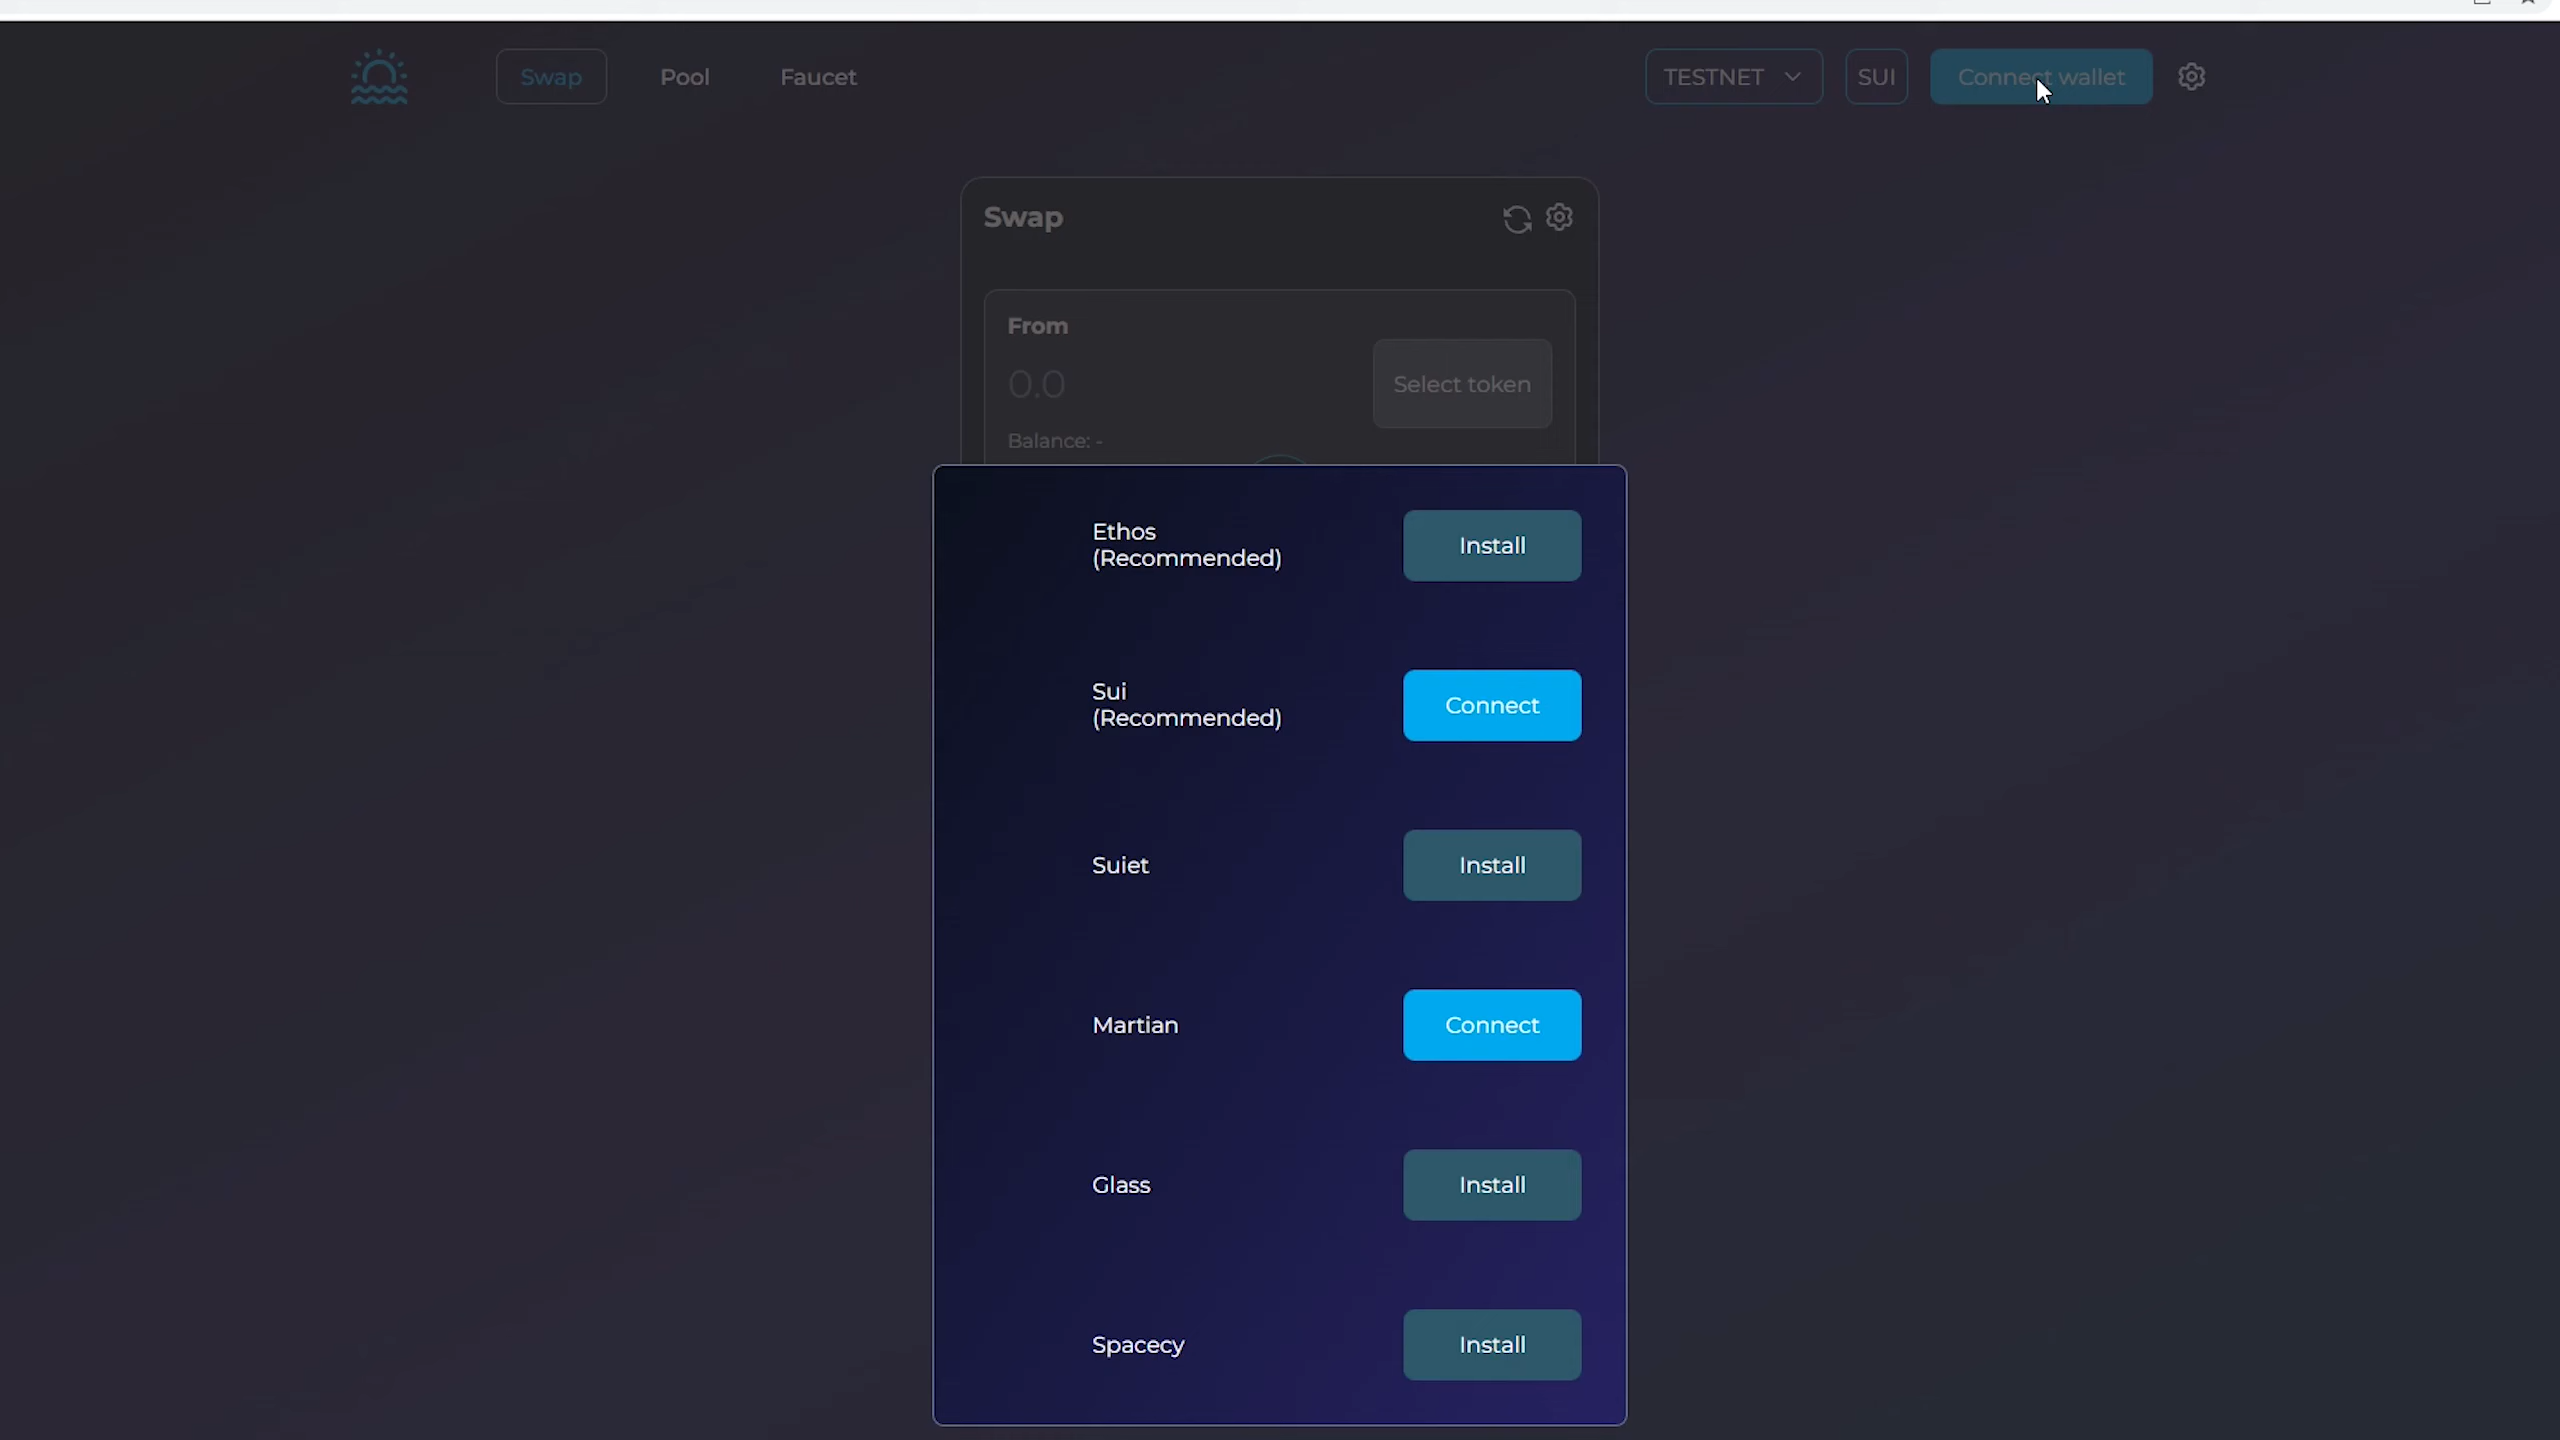 Swap
Pool
Faucet
TESTNET
SUI
Connect wallet
Swap
From
0.0
Select token
Balance: -
Ethos
(Recommended)
Install
Sui
(Recommended)
Connect
Suiet
Install
Martian
Connect
Glass
Install
Spacecy
Install